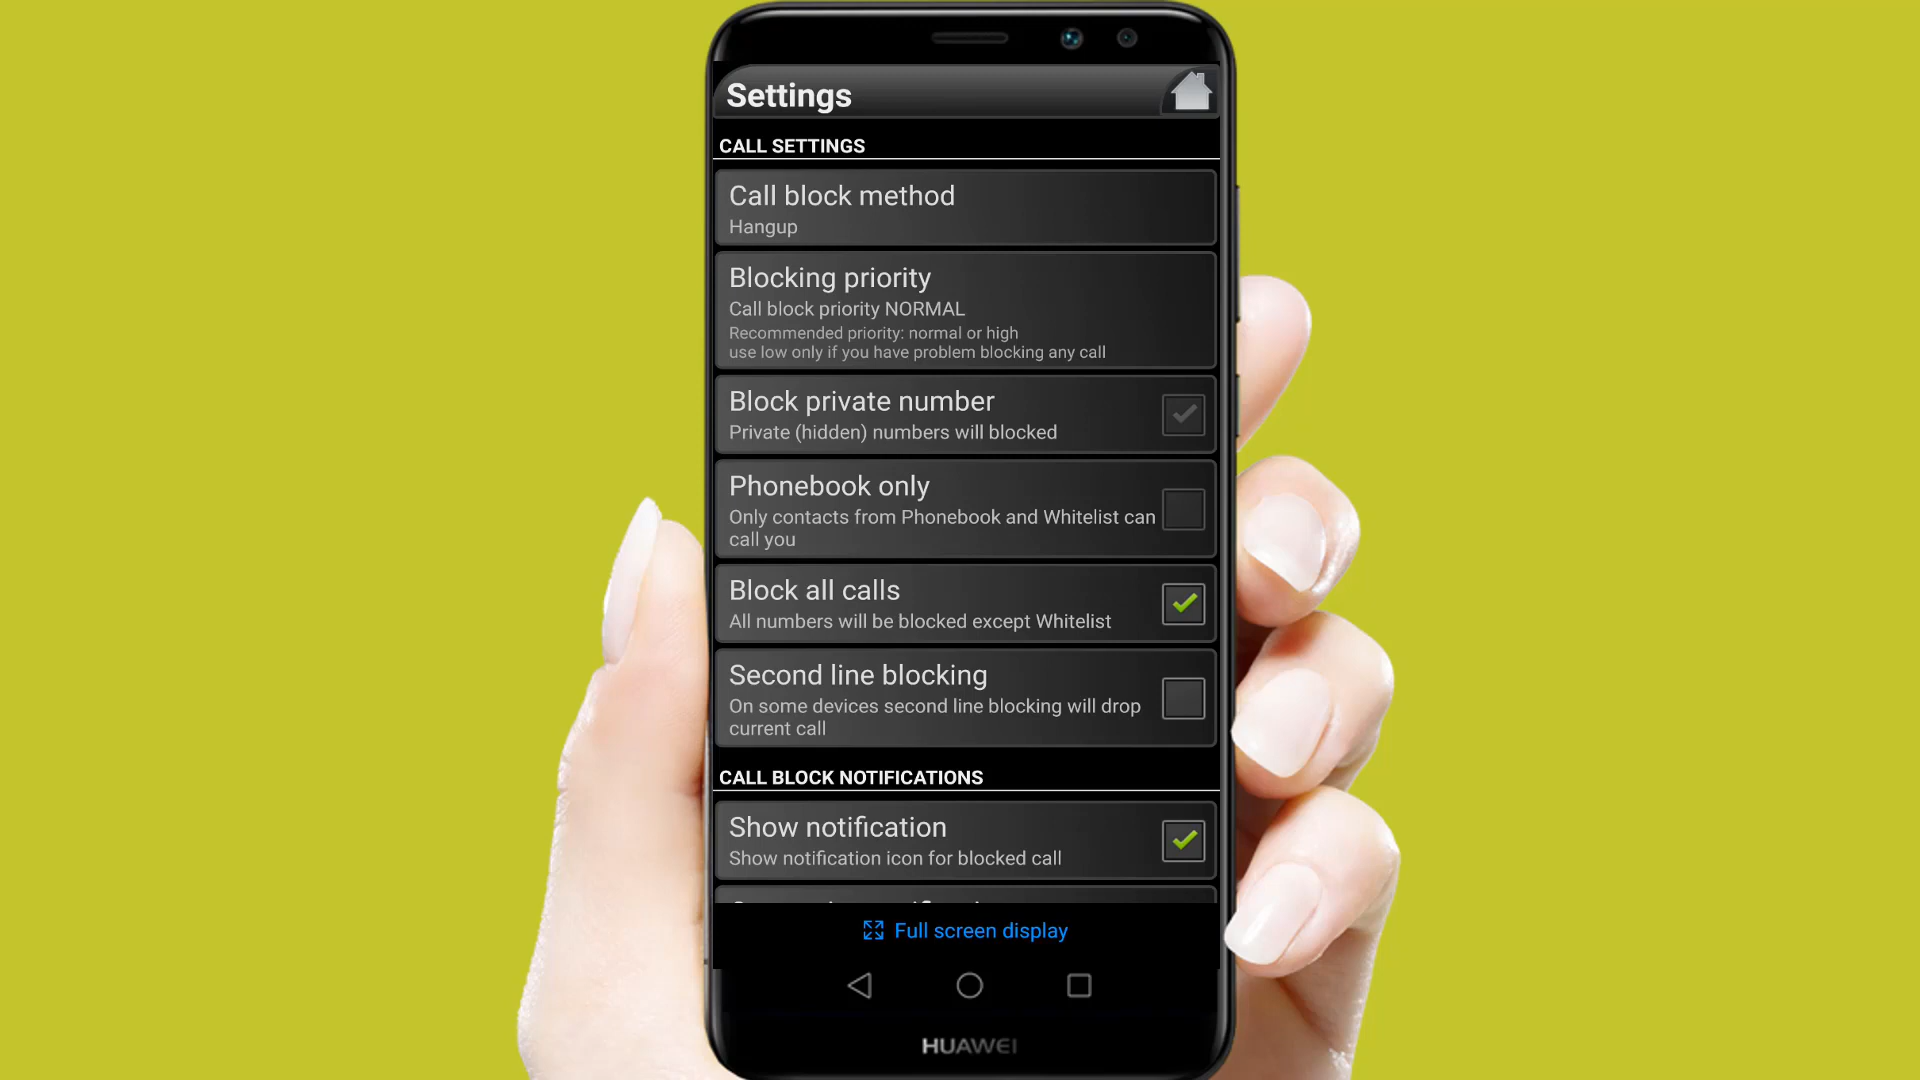 Settings
CALL SETTINGS
Call block method
Hangup
Blocking priority
Call block priority NORMAL
Recommended priority: normal or high
use low only if you have problem blocking any call
Block private number
Private (hidden) numbers will blocked
Phonebook only
Only contacts from Phonebook and Whitelist can
call you
Block all calls
All numbers will be blocked except Whitelist
Second line blocking
On some devices second line blocking will drop
current call
CALL BLOCK NOTIFICATIONS
Show notification
Show notification icon for blocked call
Full screen display
HUAWEI